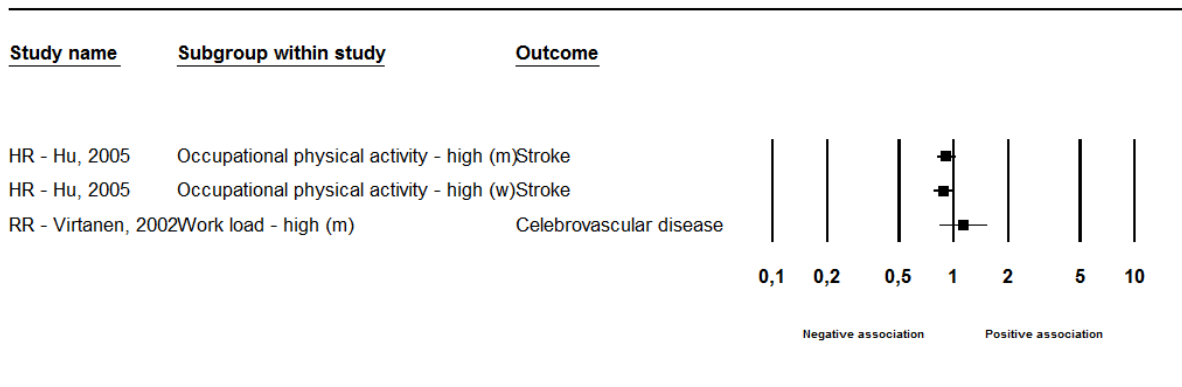 Study name Subgroup within study Outcome
HR - Hu, 2005 Occupational physical activity - high (m)Stroke
HR - Hu, 2005 Occupational physical activity - high (w)Stroke
RR - Virtanen, 2002Work load - high (m) Celebrovascular disease
0,1 0,2 0,5 1 2 5 10
Negative association Positive association